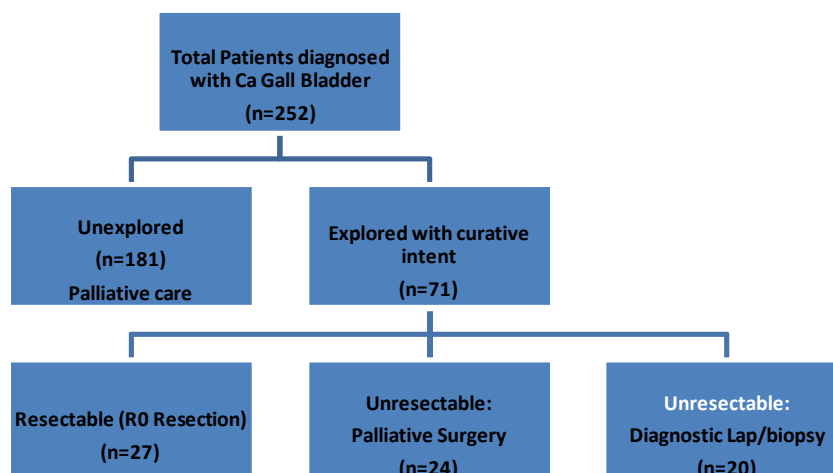 Total Patients diagnosed
with Ca Gall Bladder
(n=252)
Unexplored
(n=181)
Palliative care
Explored with curative
intent
(n=71)
Resectable (R0 Resection)
(n=27)
Unresectable:
Palliative Surgery
(n=24)
Unresectable:
Diagnostic Lap/biopsy
(n=20)